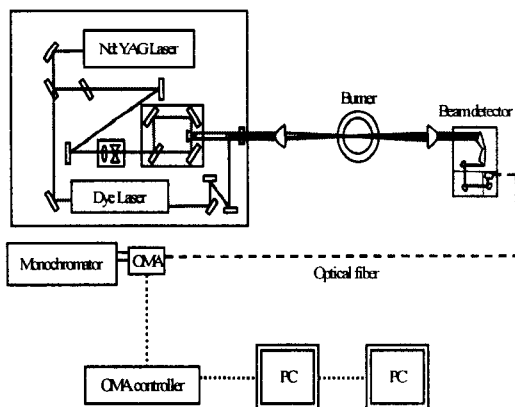 Nd: YAG Laser
Burner
Beam detector
Dye Laser
Monochromator
OMA
Optical fiber
OMA controller
PC
PC